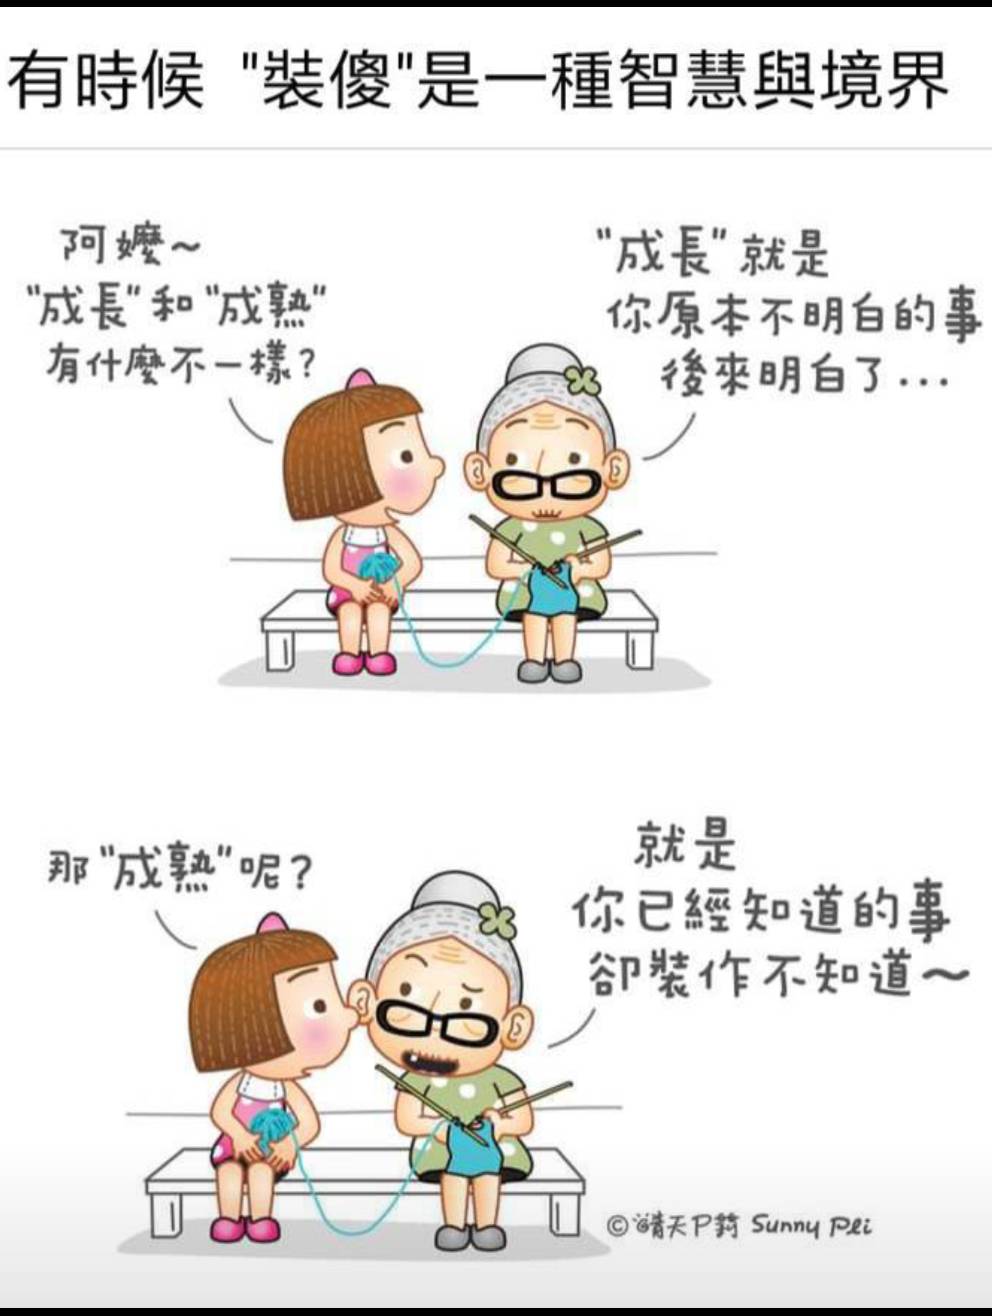 有時候 "裝傻"是一種智慧與境界
阿嬤~
"成長"和"成熟"
有什麼不一樣?
"成長"就是
你原本不明白的事
後來明白了...
那"成熟"呢?
就是
你已經知道的事
卻裝作不知道~
©晴天P莉 Sunny Pei